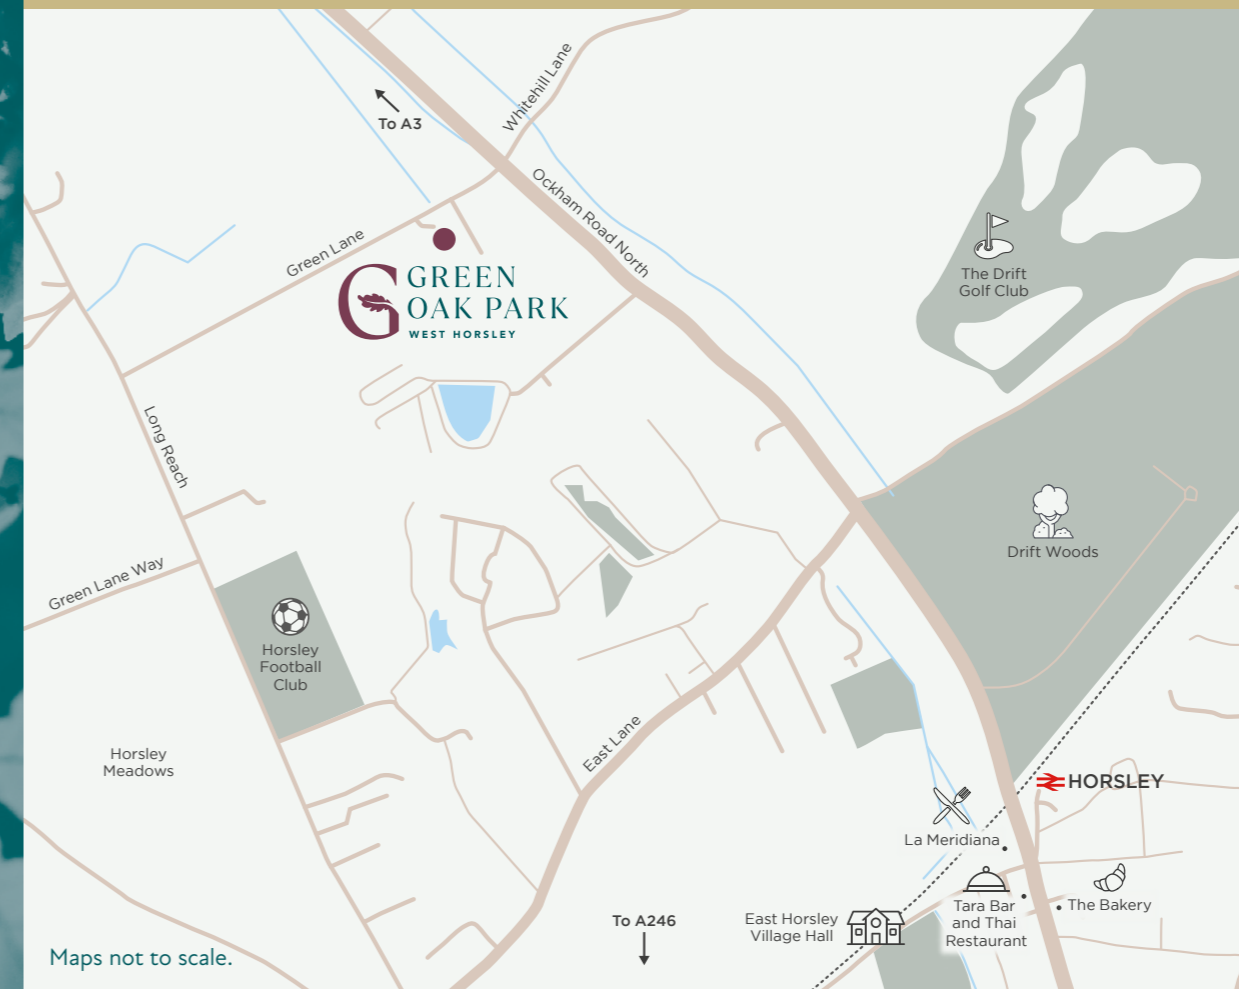 Whitehill Lane
To A3
Ockham Road North
Green Lane
GREEN
OAK PARK
WEST HORSLEY
The Drift
Golf Club
Long Reach
Drift Woods
Green Lane Way
Horsley
Football
Club
East Lane
Horsley
Meadows
HORSLEY
La Meridiana
Tara Bar
and Thai
Restaurant
The Bakery
East Horsley
Village Hall
To A246
Maps not to scale.